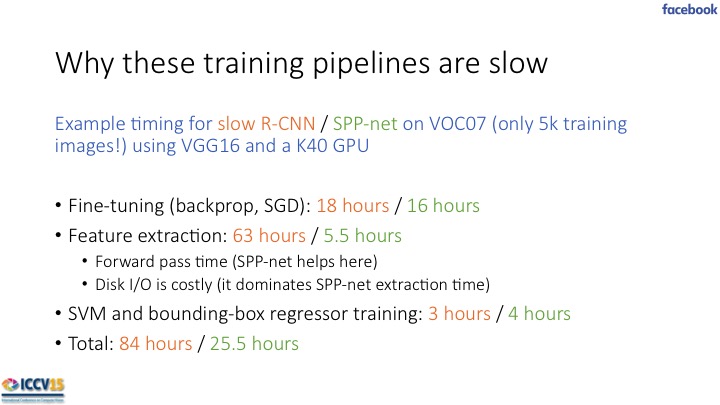 facebook
Why these training pipelines are slow
Example timing for slow R-CNN / SPP-net on VOC07 (only 5k training
images!) using VGG16 and a K40 GPU
• Fine-tuning (backprop, SGD): 18 hours / 16 hours
• Feature extraction: 63 hours / 5.5 hours
• Forward pass time (SPP-net helps here)
• Disk I/O is costly (it dominates SPP-net extraction time)
• SVM and bounding-box regressor training: 3 hours / 4 hours
• Total: 84 hours / 25.5 hours
ICCV15